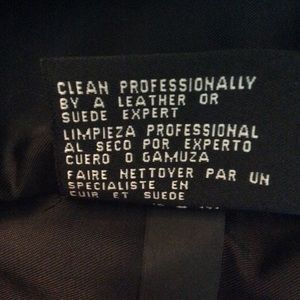 CLEAN PROFESSIONALLY
BY A LEATHER OR
SUEDE EXPERT
LIMPIEZA PROFESSIONAL
AL SECO POR EXPERTO
CUERO O GAMUZA
FAIRE NETTOYER PAR UN
SPECIALISTE EN
CUIR ET SUEDE